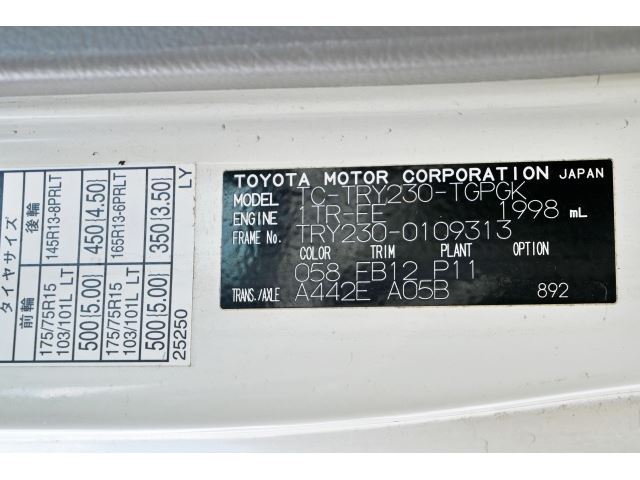 タイヤサイズ
前輪 後輪
175/75R15 103/101L LT 145R13-8PRLT
500 (5.00) 450 (4.50)
175/75R15 103/101L LT 165R13-6PRLT
500 (5.00) 350 (3.50)
25250 LY
TOYOTA MOTOR CORPORATION JAPAN
MODEL TC-TRY230-TGPGK
ENGINE 1TR-FE 1998 mL
FRAME No. TRY230-0109313
COLOR TRIM PLANT OPTION
058 FB12 P11
TRANS./AXLE A442E A05B 892